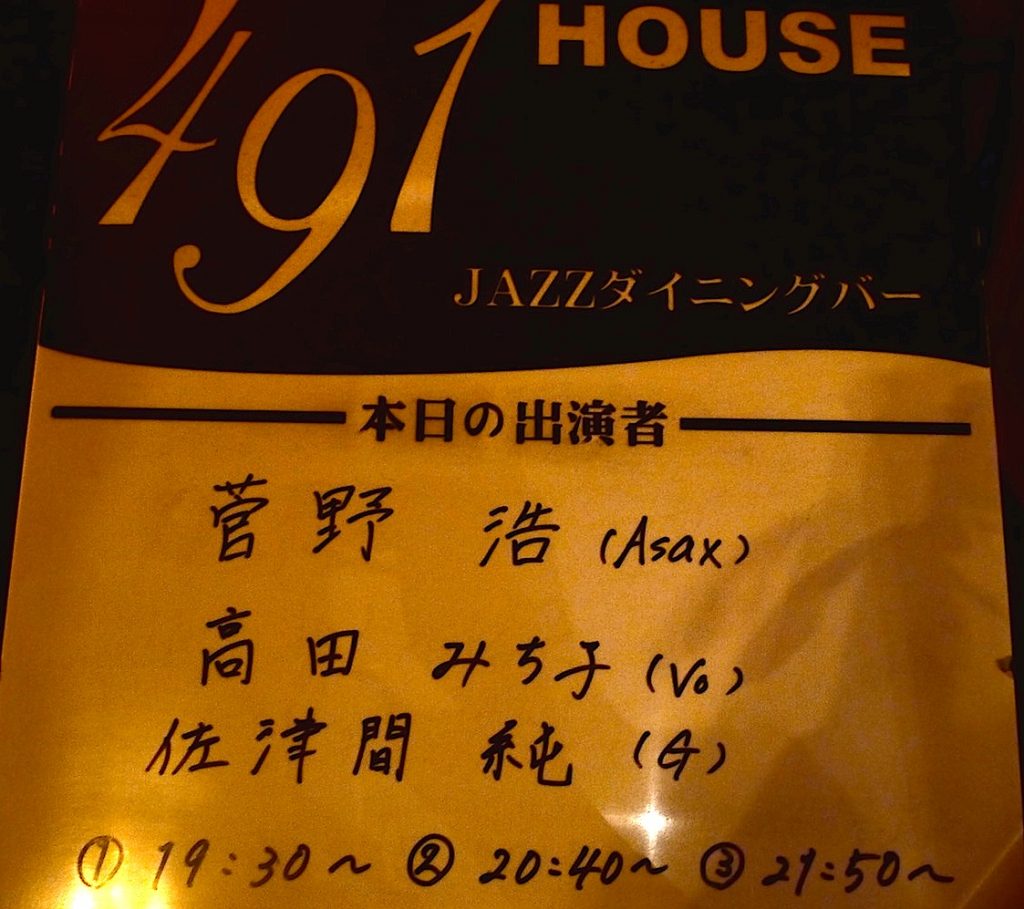 491 HOUSE
JAZZダイニングバー
本日の出演者
菅野 浩 (Asax)
高田 みち子 (Vo)
佐津間 純 (G)
① 19:30〜 ② 20:40〜 ③ 21:50〜